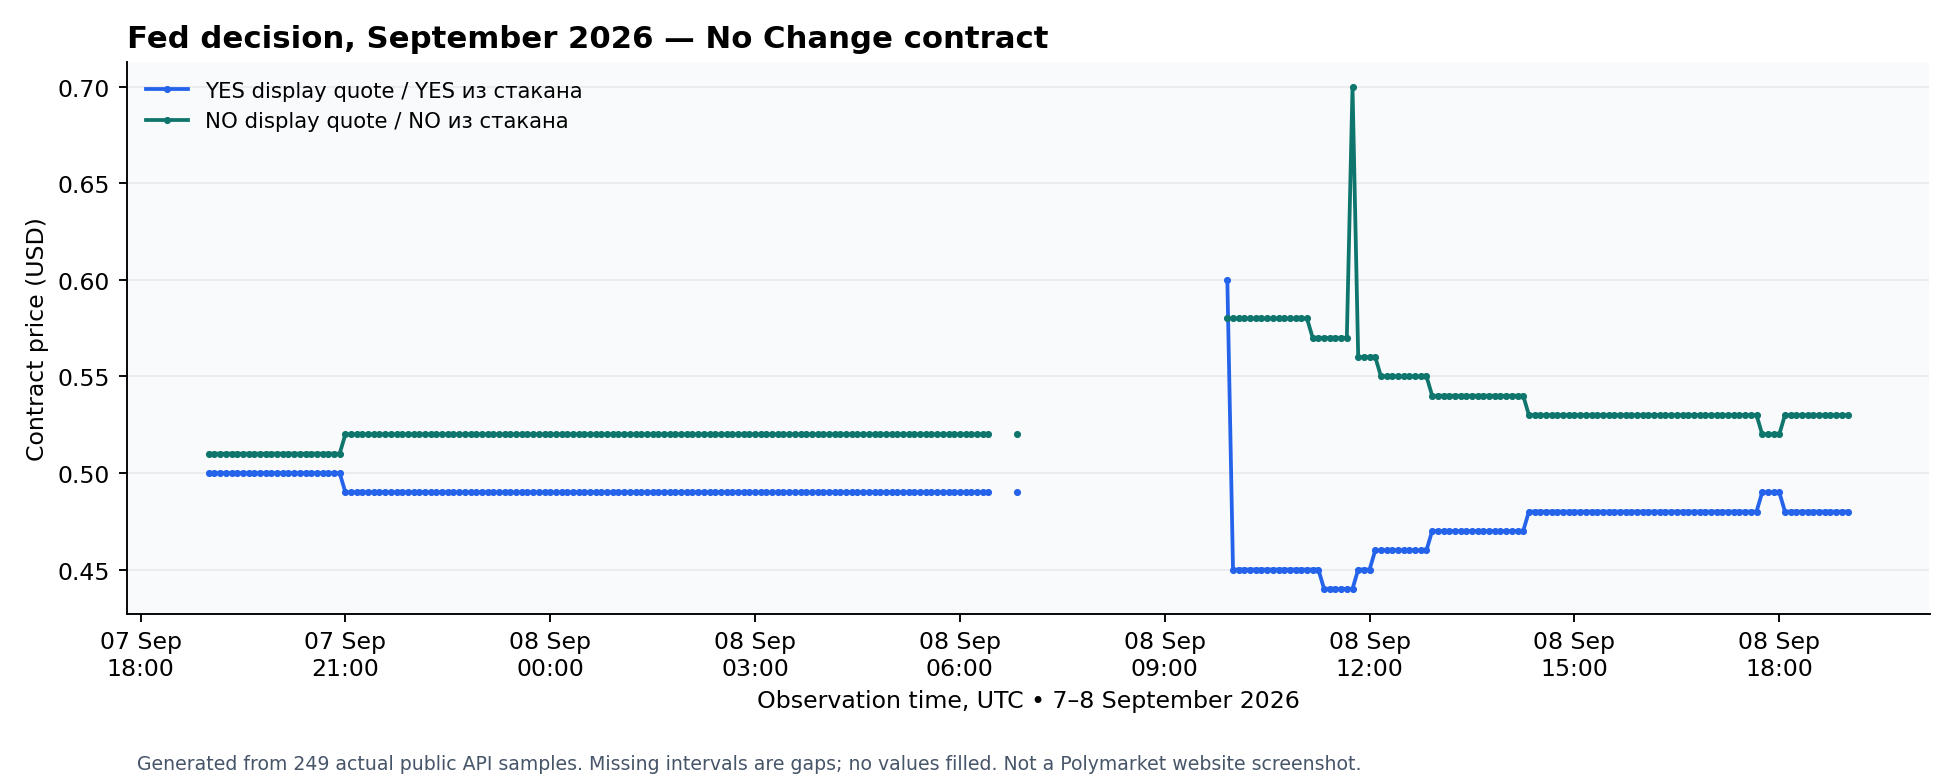 Fed decision, September 2026 — No Change contract
YES display quote / YES из стакана
NO display quote / NO из стакана
Contract price (USD)
0.70
0.65
0.60
0.55
0.50
0.45
07 Sep 07 Sep 08 Sep 08 Sep 08 Sep 08 Sep 08 Sep 08 Sep 08 Sep
18:00 21:00 00:00 03:00 06:00 09:00 12:00 15:00 18:00
Observation time, UTC • 7–8 September 2026
Generated from 249 actual public API samples. Missing intervals are gaps; no values filled. Not a Polymarket website screenshot.